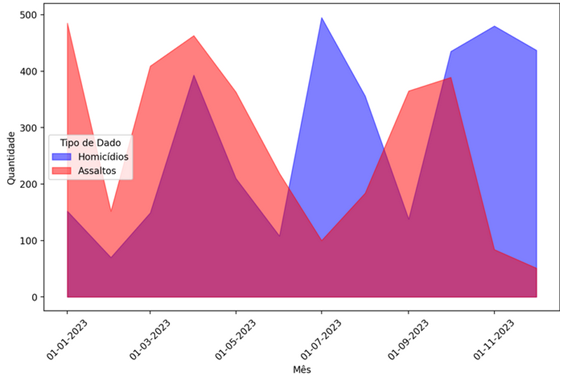 500
400
300
200
100
0
Quantidade
Tipo de Dado
Homicídios
Assaltos
01-01-2023
01-03-2023
01-05-2023
01-07-2023
01-09-2023
01-11-2023
Mês